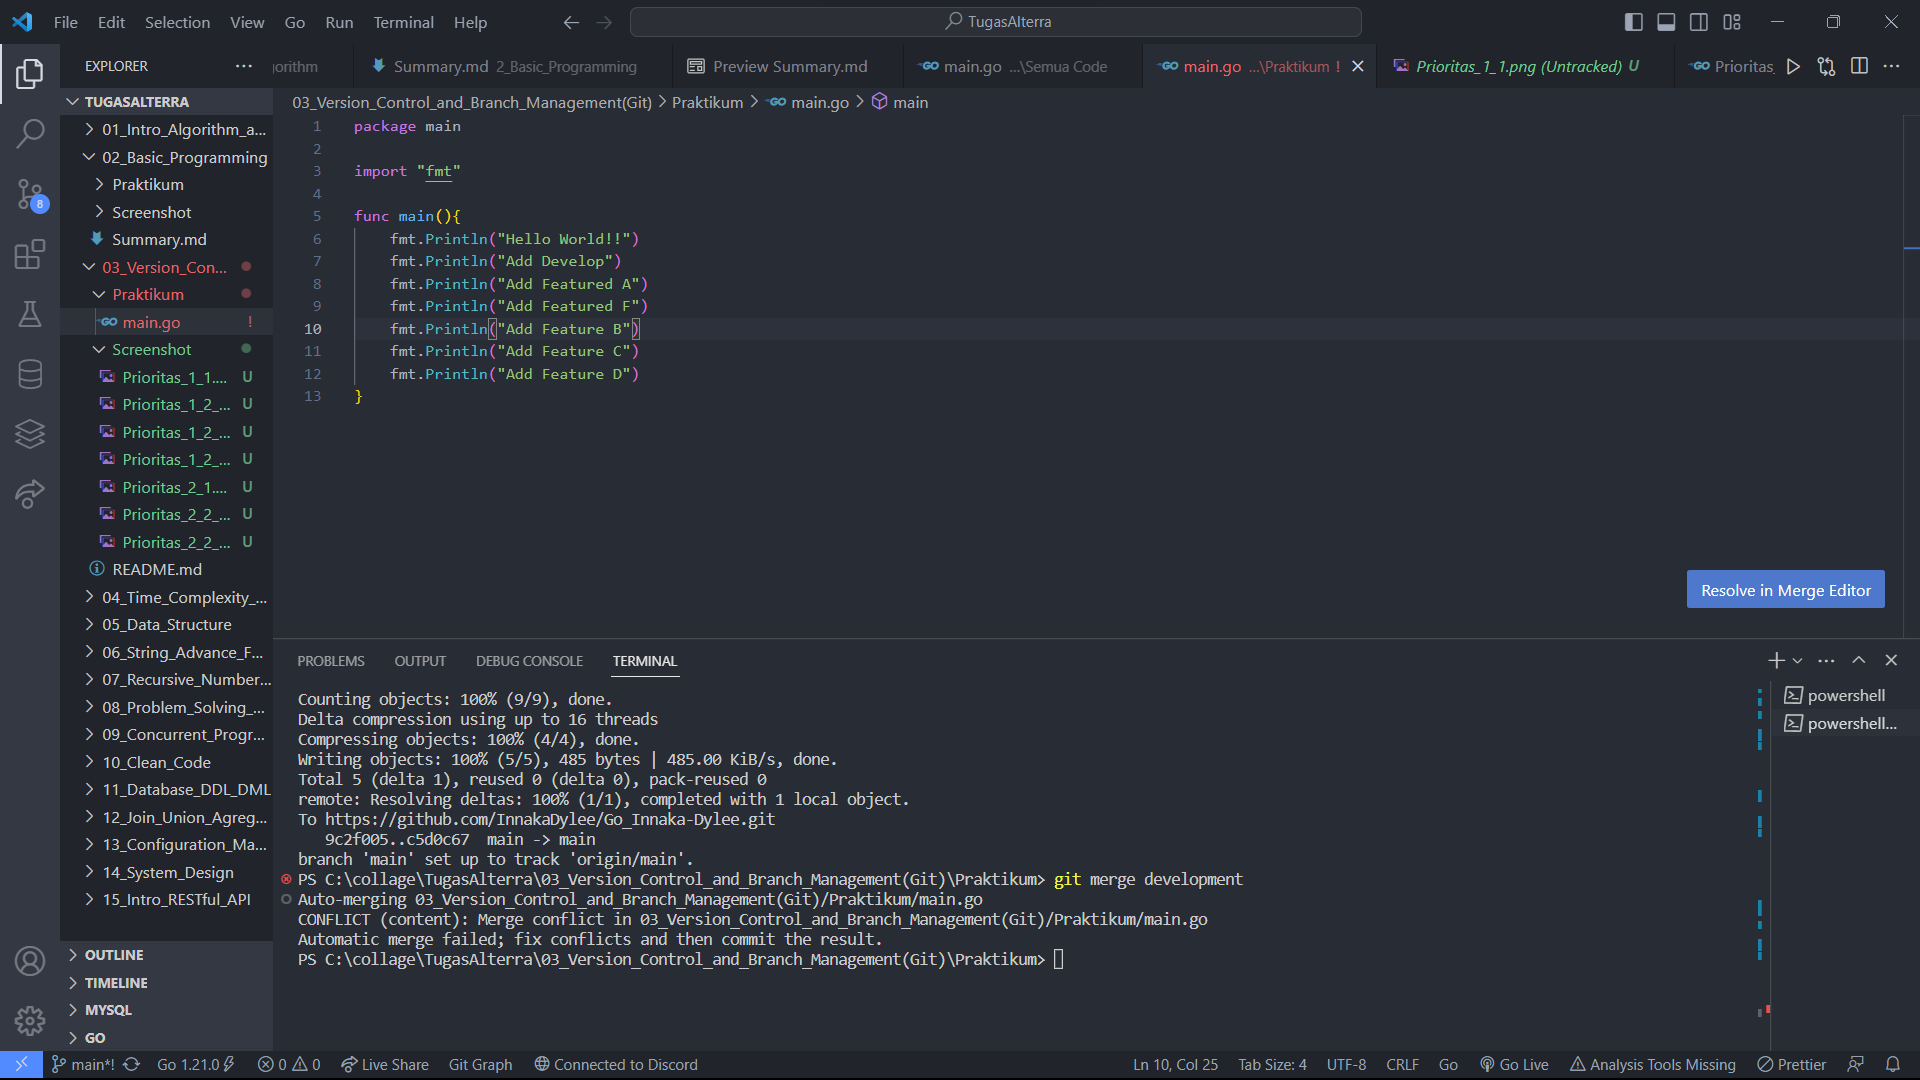 File Edit Selection View Go Run Terminal Help
TugasAlterra
EXPLORER
orithm
Summary.md 2_Basic_Programming
Preview Summary.md
main.go ...\Semua Code
main.go ...\Praktikum !
Prioritas_1_1.png (Untracked) U
Prioritas_
03_Version_Control_and_Branch_Management(Git) > Praktikum > main.go > main
TUGASALTERRA
01_Intro_Algorithm_a...
02_Basic_Programming
Praktikum
Screenshot
Summary.md
03_Version_Con...
Praktikum
main.go !
Screenshot
Prioritas_1_1.... U
Prioritas_1_2_... U
Prioritas_1_2_... U
Prioritas_1_2_... U
Prioritas_2_1.... U
Prioritas_2_2_... U
Prioritas_2_2_... U
README.md
04_Time_Complexity_...
05_Data_Structure
06_String_Advance_F...
07_Recursive_Number...
08_Problem_Solving_...
09_Concurrent_Progr...
10_Clean_Code
11_Database_DDL_DML
12_Join_Union_Agreg...
13_Configuration_Ma...
14_System_Design
15_Intro_RESTful_API
OUTLINE
TIMELINE
MYSQL
GO
8
1 package main
2
3 import "fmt"
4
5 func main(){
6 fmt.Println("Hello World!!")
7 fmt.Println("Add Develop")
8 fmt.Println("Add Featured A")
9 fmt.Println("Add Featured F")
10 fmt.Println("Add Feature B")
11 fmt.Println("Add Feature C")
12 fmt.Println("Add Feature D")
13 }
Resolve in Merge Editor
PROBLEMS OUTPUT DEBUG CONSOLE TERMINAL
Counting objects: 100% (9/9), done.
Delta compression using up to 16 threads
Compressing objects: 100% (4/4), done.
Writing objects: 100% (5/5), 485 bytes | 485.00 KiB/s, done.
Total 5 (delta 1), reused 0 (delta 0), pack-reused 0
remote: Resolving deltas: 100% (1/1), completed with 1 local object.
To https://github.com/InnakaDylee/Go_Innaka-Dylee.git
9c2f005..c5d0c67 main -> main
branch 'main' set up to track 'origin/main'.
PS C:\collage\TugasAlterra\03_Version_Control_and_Branch_Management(Git)\Praktikum> git merge development
Auto-merging 03_Version_Control_and_Branch_Management(Git)/Praktikum/main.go
CONFLICT (content): Merge conflict in 03_Version_Control_and_Branch_Management(Git)/Praktikum/main.go
Automatic merge failed; fix conflicts and then commit the result.
PS C:\collage\TugasAlterra\03_Version_Control_and_Branch_Management(Git)\Praktikum>
powershell
powershell...
main*! Go 1.21.0 0 0 Live Share Git Graph Connected to Discord
Ln 10, Col 25 Tab Size: 4 UTF-8 CRLF Go Go Live Analysis Tools Missing Prettier